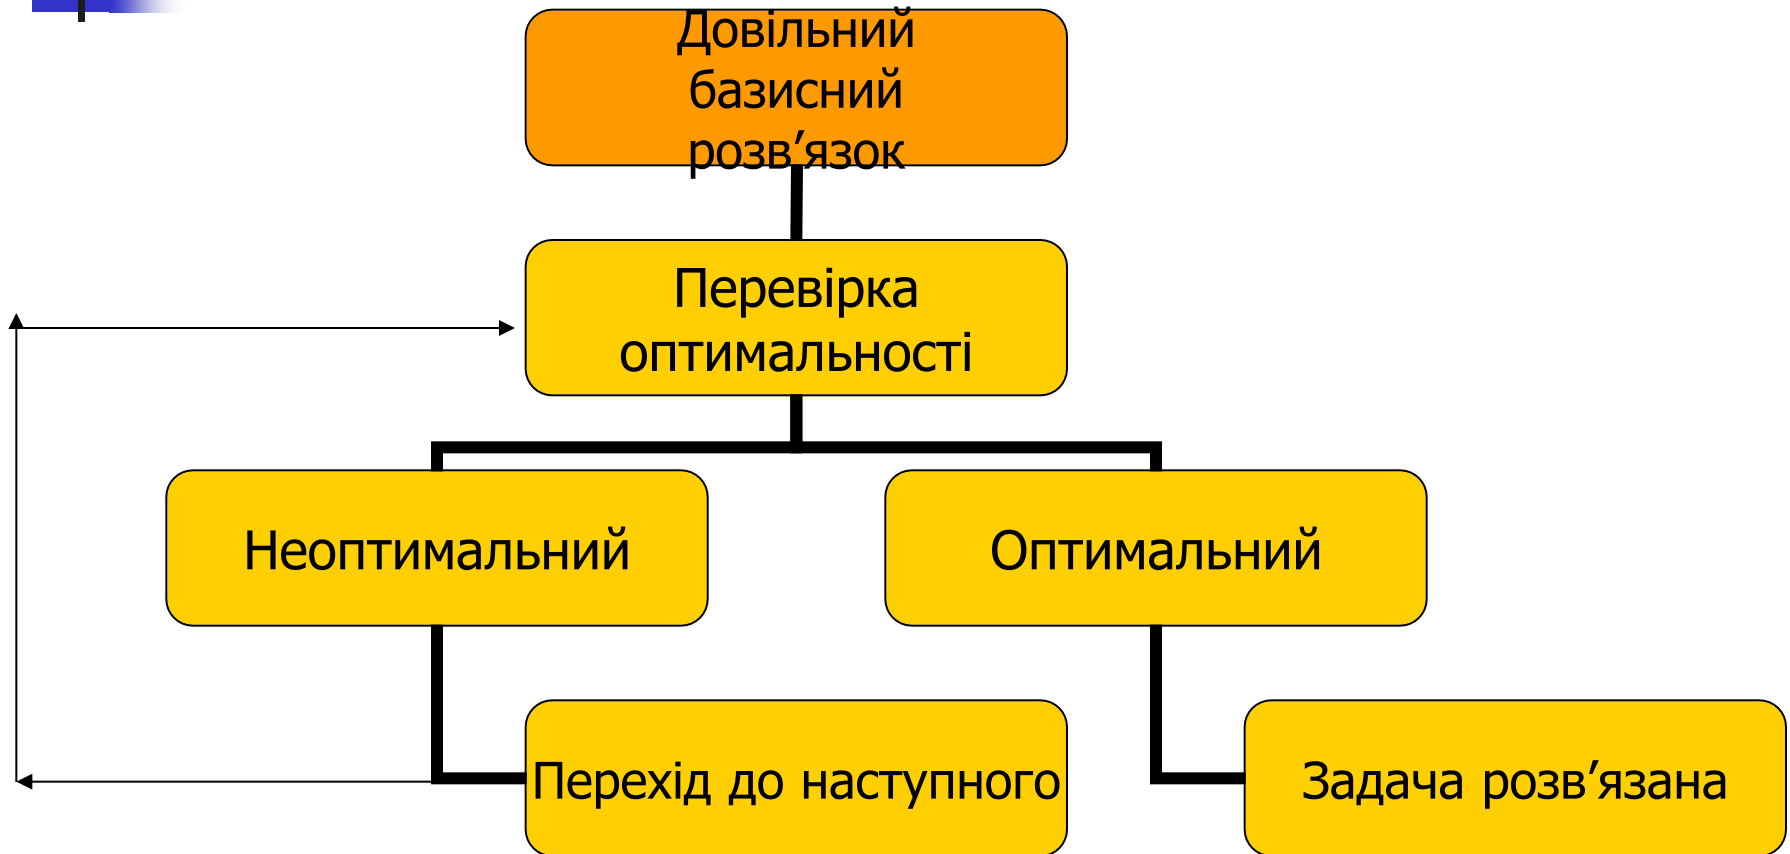 Довільний
базисний
розв’язок
Перевірка
оптимальності
Неоптимальний
Оптимальний
Перехід до наступного
Задача розв’язана